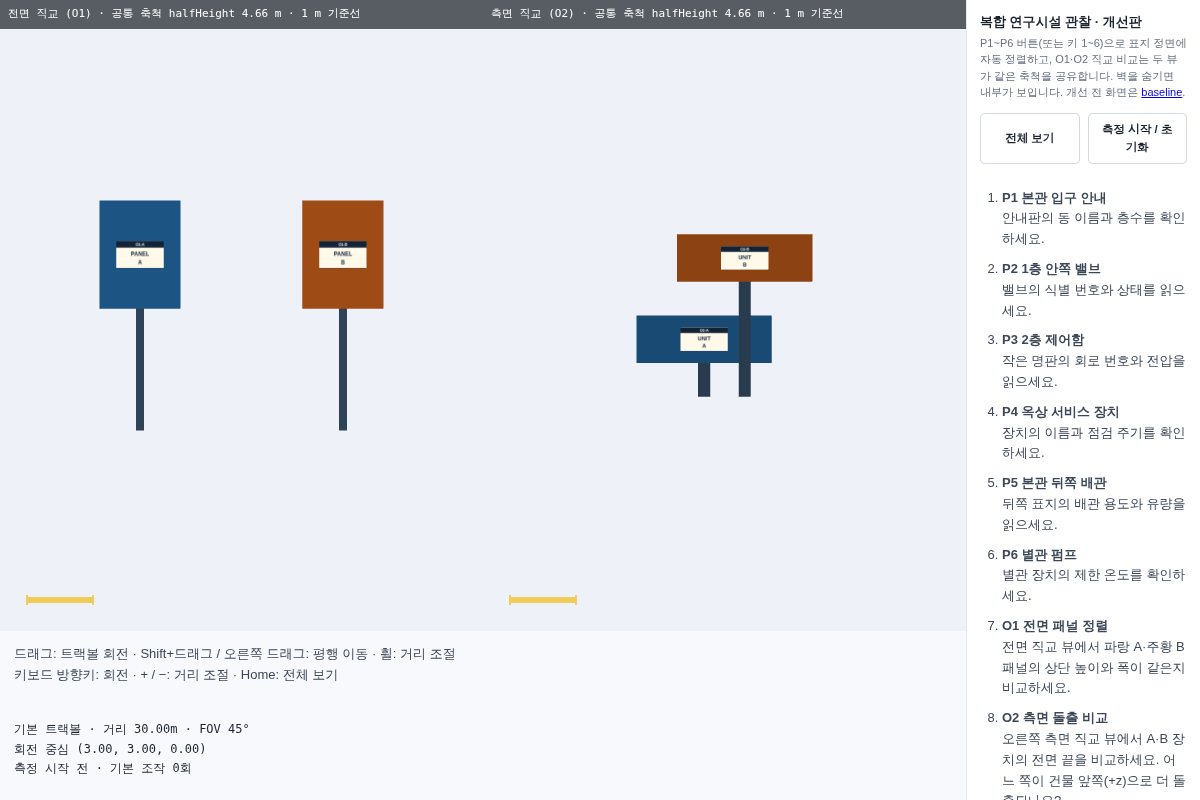 전면 직교 (O1) · 공통 축척 halfHeight 4.66 m · 1 m 기준선
측면 직교 (O2) · 공통 축척 halfHeight 4.66 m · 1 m 기준선
PANEL
A
PANEL
B
UNIT
B
UNIT
A
드래그: 트랙볼 회전 · Shift+드래그 / 오른쪽 드래그: 평행 이동 · 휠: 거리 조절
키보드 방향키: 회전 · + / −: 거리 조절 · Home: 전체 보기
기본 트랙볼 · 거리 30.00m · FOV 45°
회전 중심 (3.00, 3.00, 0.00)
측정 시작 전 · 기본 조작 0회
복합 연구시설 관찰 · 개선판
P1~P6 버튼(또는 키 1~6)으로 표지 정면에
자동 정렬하고, O1·O2 직교 비교는 두 뷰
가 같은 축척을 공유합니다. 벽을 숨기면
내부가 보입니다. 개선 전 화면은 baseline.
전체 보기
측정 시작 / 초
기화
1. P1 본관 입구 안내
안내판의 동 이름과 층수를 확인
하세요.
2. P2 1층 안쪽 밸브
밸브의 식별 번호와 상태를 읽으
세요.
3. P3 2층 제어함
작은 명판의 회로 번호와 전압을
읽으세요.
4. P4 옥상 서비스 장치
장치의 이름과 점검 주기를 확인
하세요.
5. P5 본관 뒤쪽 배관
뒤쪽 표지의 배관 용도와 유량을
읽으세요.
6. P6 별관 펌프
별관 장치의 제한 온도를 확인하
세요.
7. O1 전면 패널 정렬
전면 직교 뷰에서 파랑 A·주황 B
패널의 상단 높이와 폭이 같은지
비교하세요.
8. O2 측면 돌출 비교
오른쪽 측면 직교 뷰에서 A·B 장
치의 전면 끝을 비교하세요. 어
느 쪽이 건물 앞쪽(+z)으로 더 돌